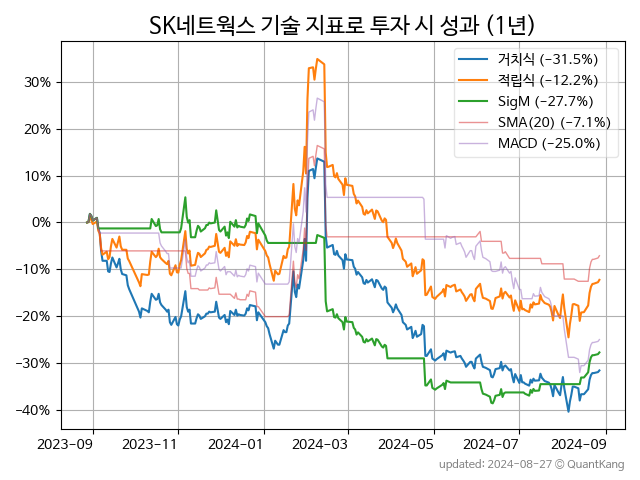 SK네트웍스 기술 지표로 투자 시 성과 (1년)
거치식 (-31.5%)
적립식 (-12.2%)
SigM (-27.7%)
SMA(20) (-7.1%)
MACD (-25.0%)
30%
20%
10%
0%
-10%
-20%
-30%
-40%
2023-09 2023-11 2024-01 2024-03 2024-05 2024-07 2024-09
updated: 2024-08-27 © QuantKang